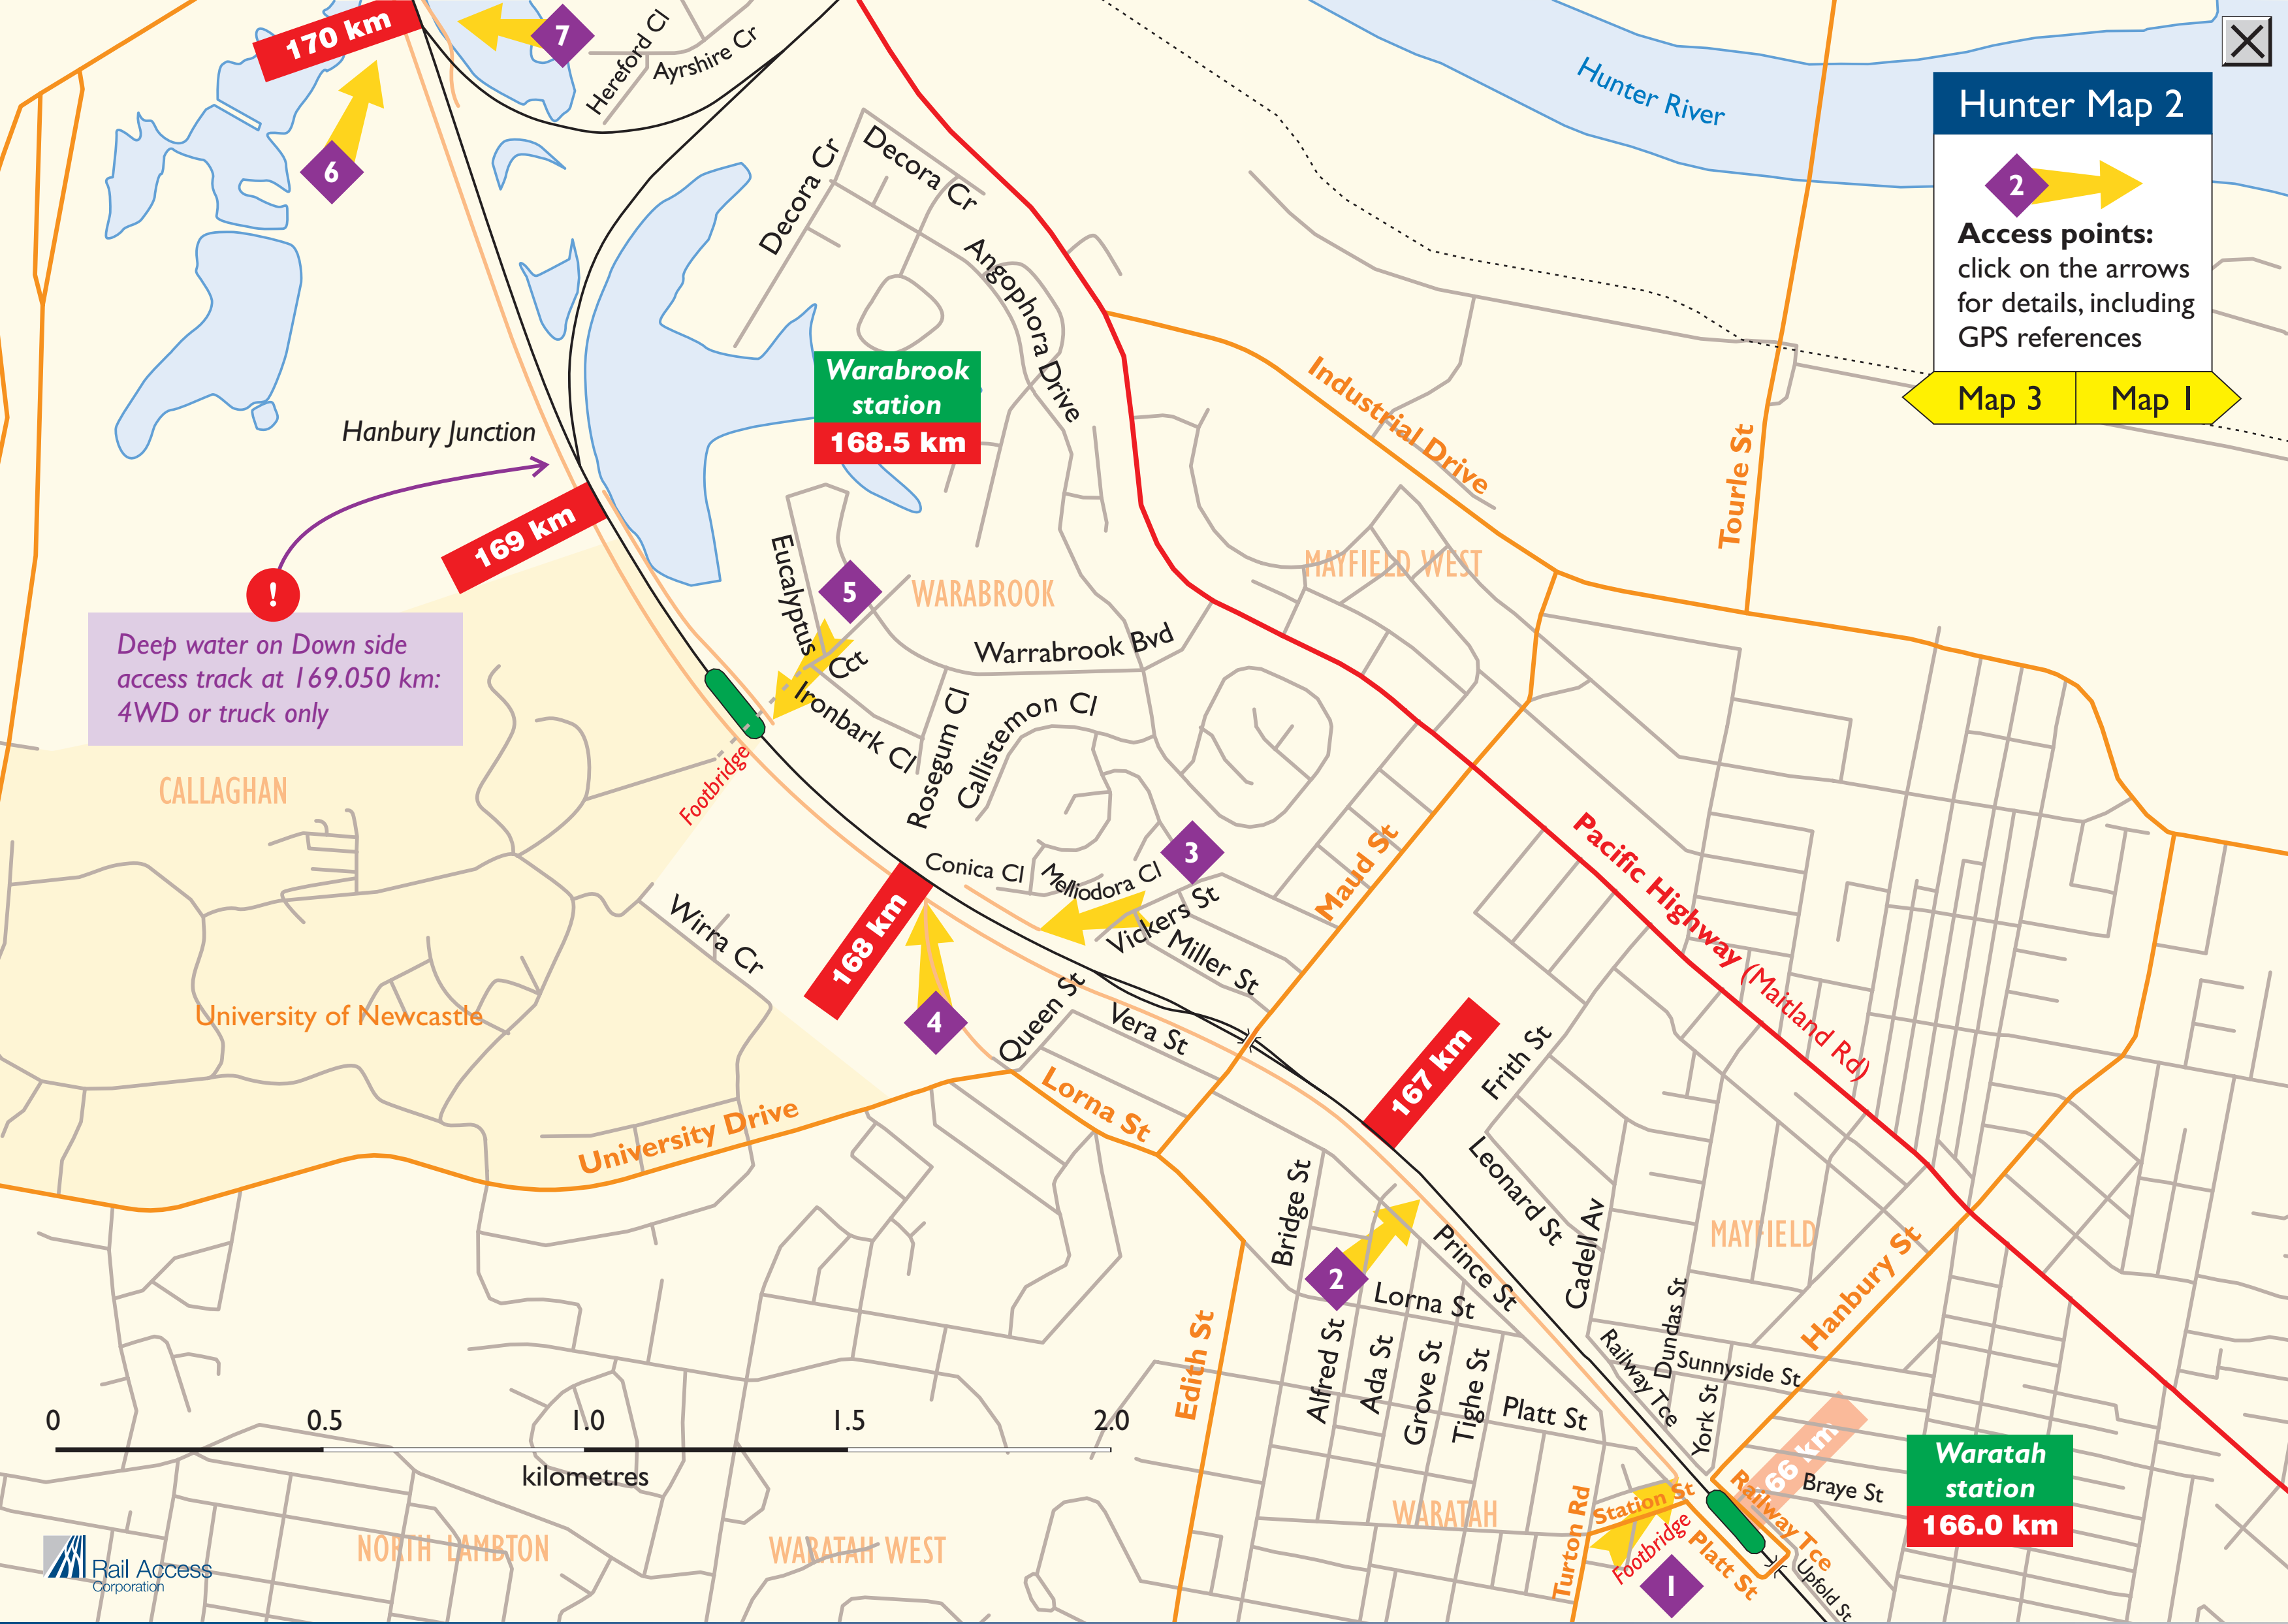 170 km
7
Hereford Cl
Ayrshire Cr
6
Hunter River
Hunter Map 2
2
Access points:
click on the arrows
for details, including
GPS references
Map 3
Map 1
Decora Cr
Decora Cr
Angophora Drive
Warabrook
station
168.5 km
Industrial Drive
Tourle St
Hanbury Junction
169 km
!
Deep water on Down side
access track at 169.050 km:
4WD or truck only
Eucalyptus Cct
5
WARABROOK
MAYFIELD WEST
Warrabrook Bvd
Ironbark Cl
Rosegum Cl
Callistemon Cl
Footbridge
CALLAGHAN
Conica Cl
Melliodora Cl
3
Vickers St
Miller St
Maud St
Pacific Highway (Maitland Rd)
Wirra Cr
168 km
4
Queen St
Vera St
University of Newcastle
167 km
Frith St
Lorna St
University Drive
Leonard St
Bridge St
Cadell Av
MAYFIELD
2
Prince St
Hanbury St
Lorna St
Dundas St
Edith St
Alfred St
Ada St
Grove St
Tighe St
Railway Tce
Sunnyside St
York St
Platt St
0
0.5
1.0
1.5
2.0
kilometres
66 km
Braye St
Waratah
station
166.0 km
Railway Tce
Station St
WARATAH
Turton Rd
Footbridge
Platt St
Upfold St
1
NORTH LAMBTON
WARATAH WEST
Rail Access
Corporation